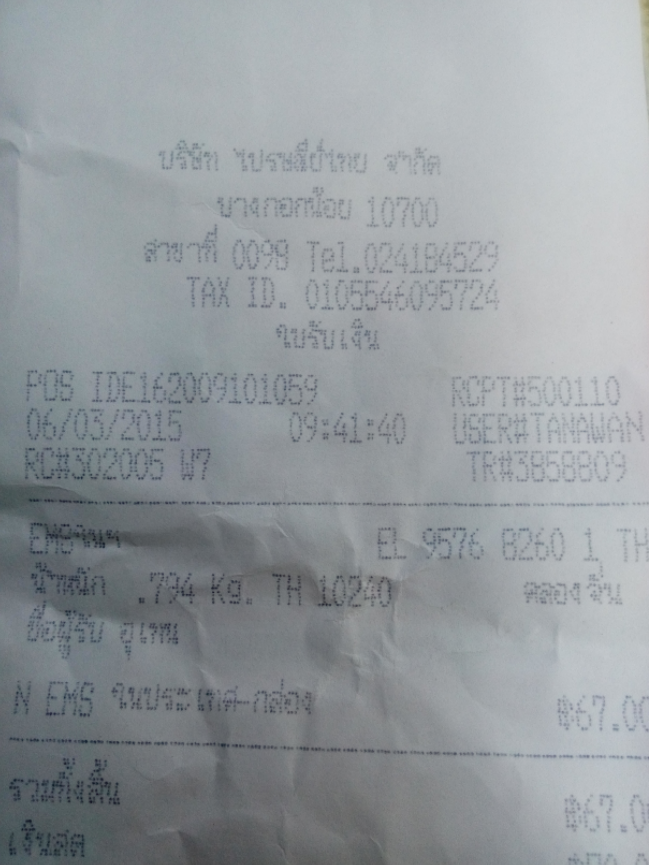 บริษัท ไปรษณีย์ไทย จำกัด
บางกอกน้อย 10700
สาขาที่ 0098 Tel.024184529
TAX ID. 0105546095724
ใบรับเงิน
POS IDE162009101059 RCPT#500110
06/03/2015 09:41:40 USER#TANAWAN
RC#302005 W7 TR#3858809
EL 9576 8260 1 TH
น้ำหนัก .794 Kg. TH 10240 คลองจั่น
ชื่อผู้รับ อุเทน
N EMS ในประเทศ-กล่อง ฿67.00
รวมทั้งสิ้น ฿67.0
เงินสด